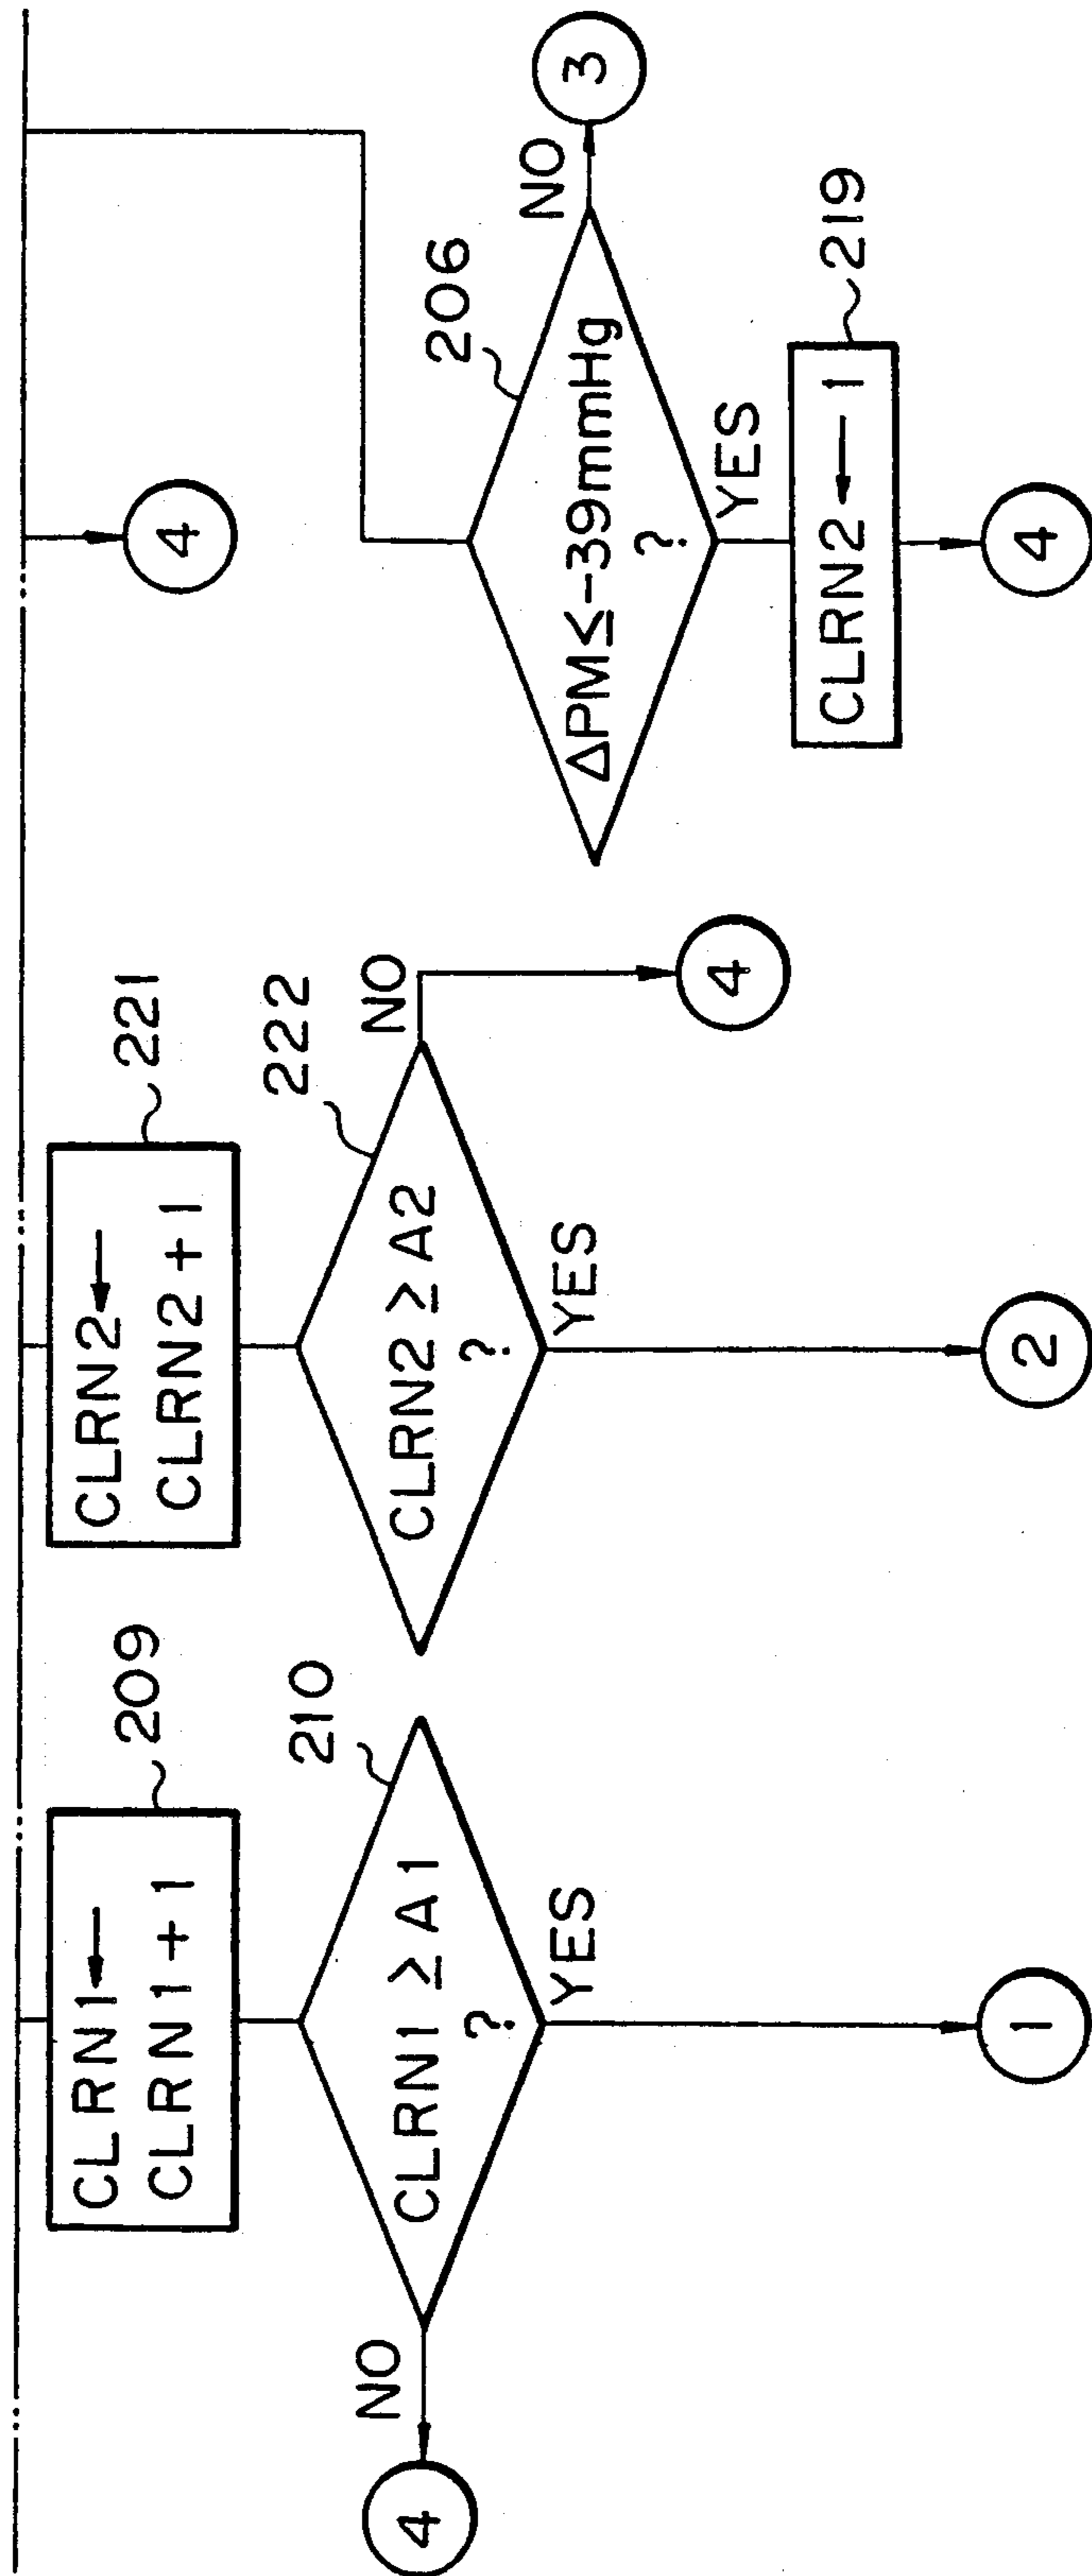 CLRN1←
CLRN1+1
209
CLRN1 ≥ A1
?
210
NO
4
YES
1
CLRN2←
CLRN2+1
221
CLRN2 ≥ A2
?
222
NO
4
YES
2
4
ΔPM≤-39mmHg
?
206
NO
3
YES
CLRN2 ← 1
219
4